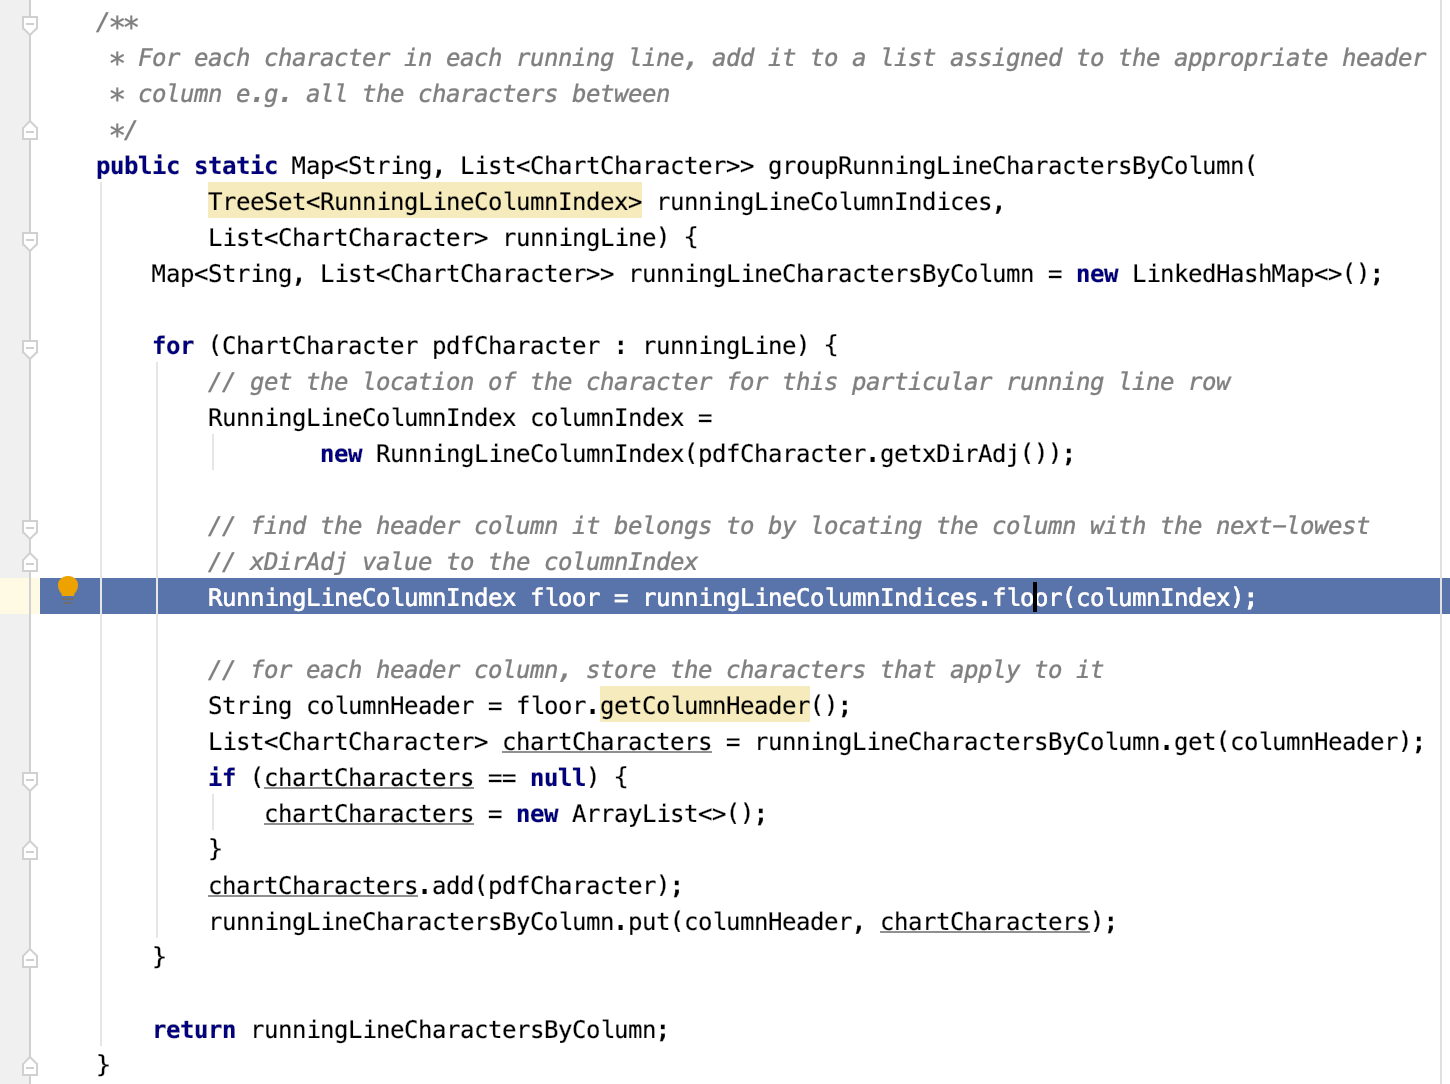 /**
 * For each character in each running line, add it to a list assigned to the appropriate header
 * column e.g. all the characters between
 */
public static Map<String, List<ChartCharacter>> groupRunningLineCharactersByColumn(
        TreeSet<RunningLineColumnIndex> runningLineColumnIndices,
        List<ChartCharacter> runningLine) {
    Map<String, List<ChartCharacter>> runningLineCharactersByColumn = new LinkedHashMap<>();

    for (ChartCharacter pdfCharacter : runningLine) {
        // get the location of the character for this particular running line row
        RunningLineColumnIndex columnIndex =
                new RunningLineColumnIndex(pdfCharacter.getxDirAdj());

        // find the header column it belongs to by locating the column with the next-lowest
        // xDirAdj value to the columnIndex
        RunningLineColumnIndex floor = runningLineColumnIndices.floor(columnIndex);

        // for each header column, store the characters that apply to it
        String columnHeader = floor.getColumnHeader();
        List<ChartCharacter> chartCharacters = runningLineCharactersByColumn.get(columnHeader);
        if (chartCharacters == null) {
            chartCharacters = new ArrayList<>();
        }
        chartCharacters.add(pdfCharacter);
        runningLineCharactersByColumn.put(columnHeader, chartCharacters);
    }

    return runningLineCharactersByColumn;
}